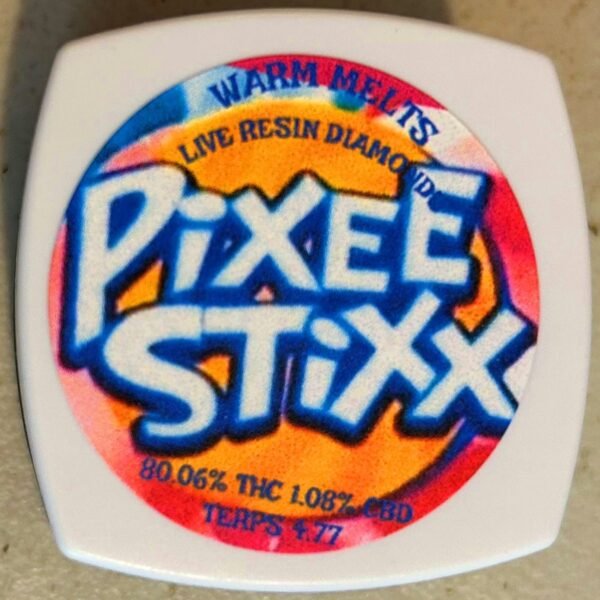 WARM MELTS
LIVE RESIN DIAMONDS
PiXEE
STiXX
80.06% THC 1.08% CBD
TERPS 4.77